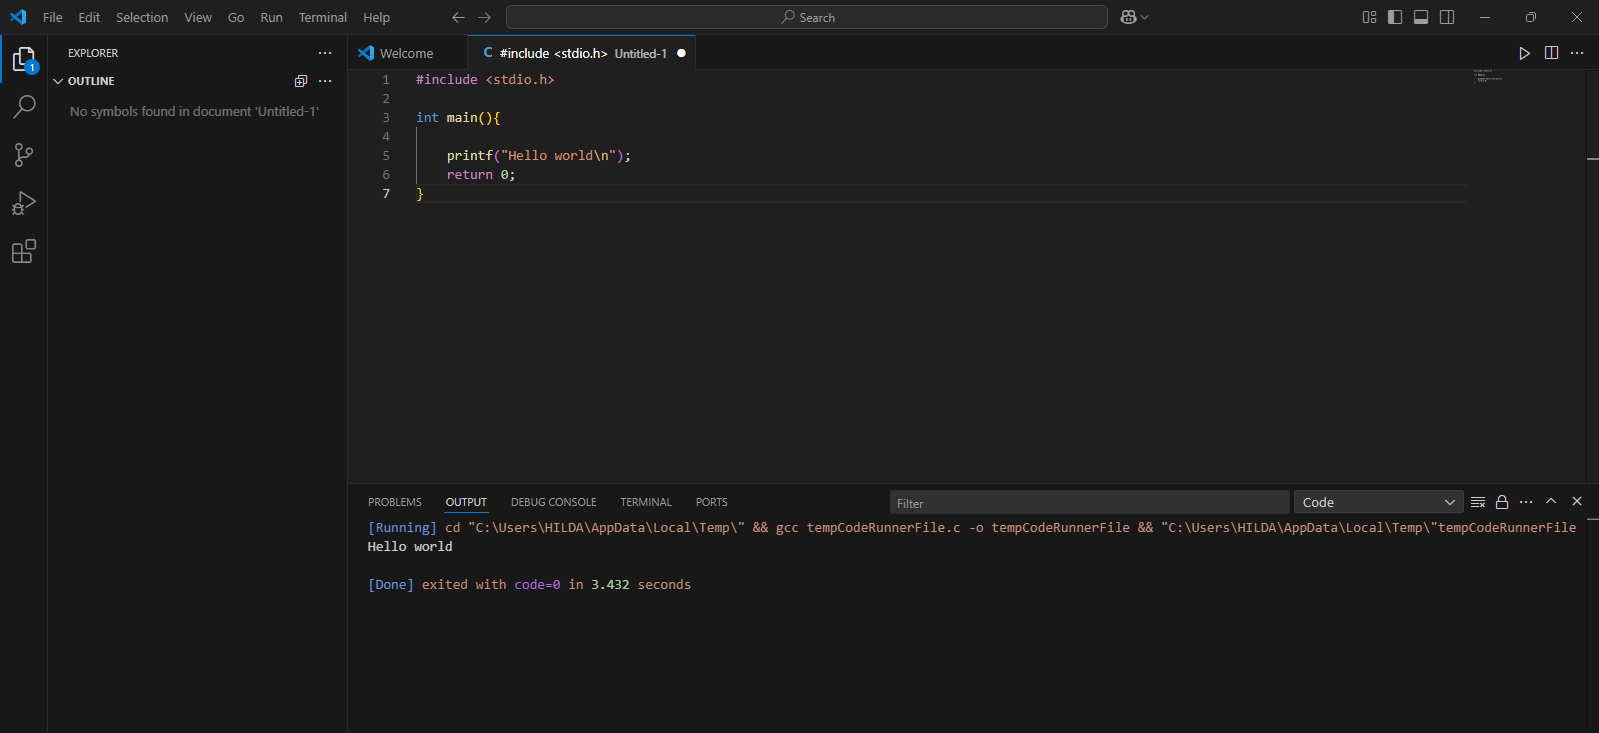 File Edit Selection View Go Run Terminal Help
Search
EXPLORER
1
OUTLINE
No symbols found in document 'Untitled-1'
Welcome
C #include <stdio.h> Untitled-1
1 #include <stdio.h>
2
3 int main(){
4
5 printf("Hello world\n");
6 return 0;
7 }
PROBLEMS OUTPUT DEBUG CONSOLE TERMINAL PORTS
Filter
Code
[Running] cd "C:\Users\HILDA\AppData\Local\Temp\" && gcc tempCodeRunnerFile.c -o tempCodeRunnerFile && "C:\Users\HILDA\AppData\Local\Temp\"tempCodeRunnerFile
Hello world
[Done] exited with code=0 in 3.432 seconds